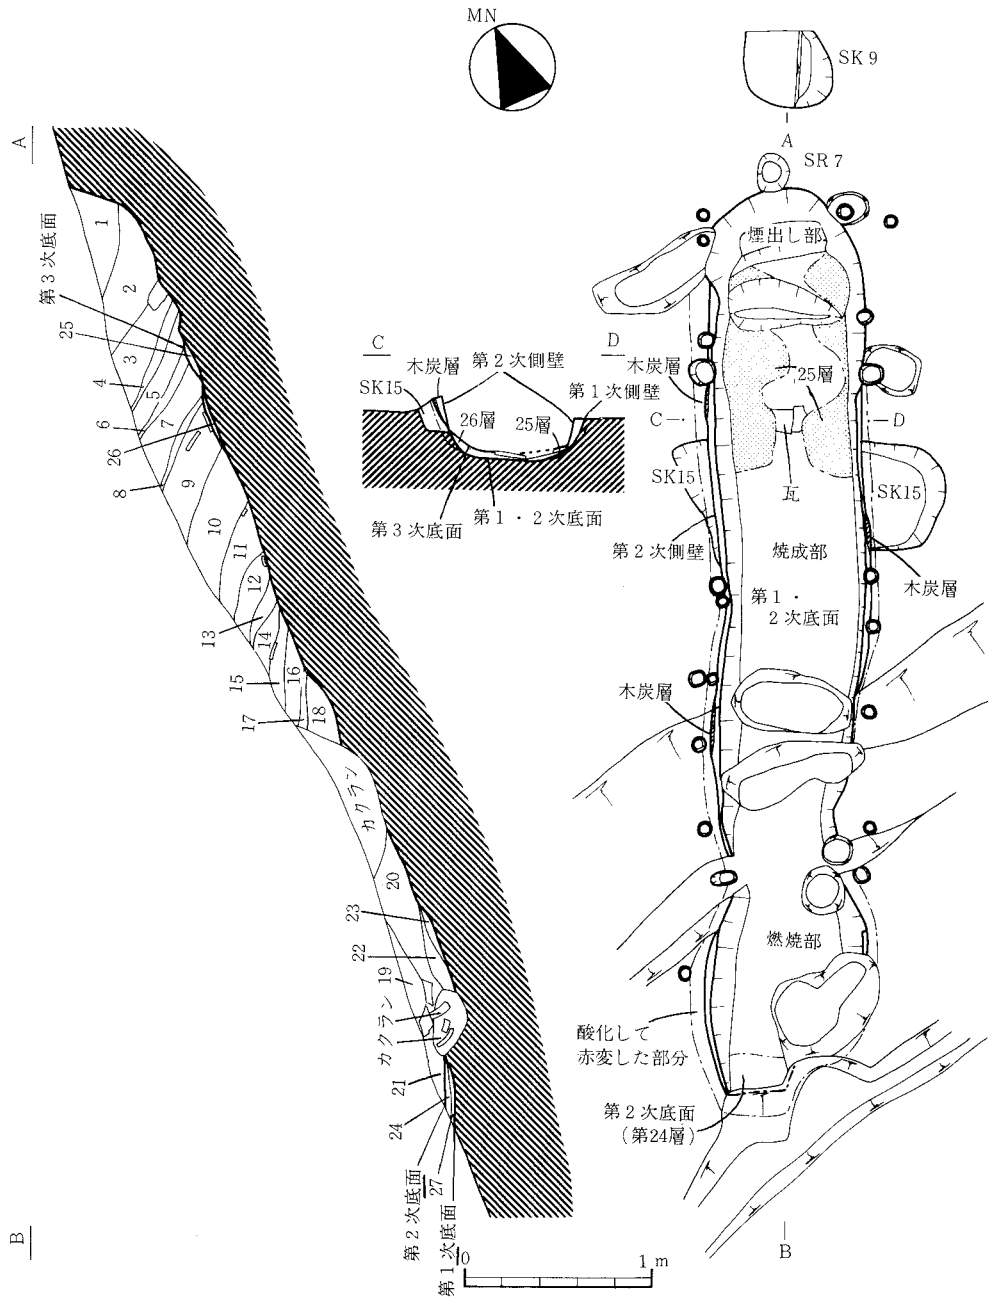 MN
SK 9
A
SR 7
煙出し部
A
1
第3次底面
2
25
3
4
5
6
7
26
8
9
10
11
12
13
14
15
16
17
18
カクラン
20
23
22
19
カクラン
21
24
第2次底面
27
第1次底面
B
C
D
木炭層
第2次側壁
SK15
第1次側壁
26層
25層
第3次底面
第1・2次底面
木炭層
25層
C
D
瓦
SK15
SK15
第2次側壁
焼成部
木炭層
第1・
2次底面
木炭層
燃焼部
酸化して
赤変した部分
第2次底面
(第24層)
B
0
1 m